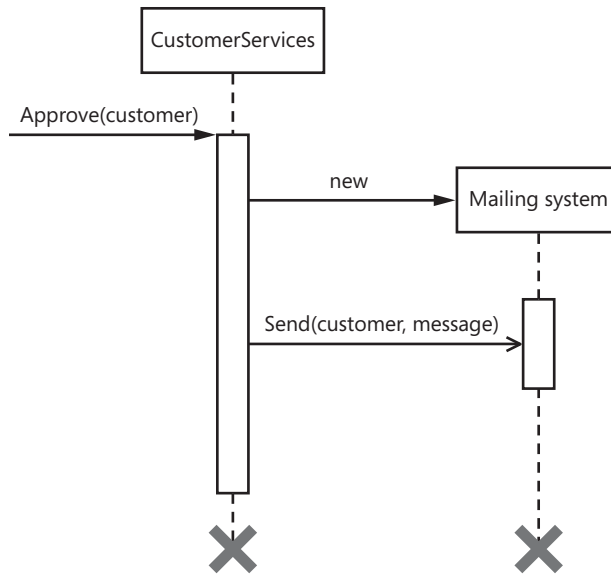 CustomerServices
Approve(customer)
new
Mailing system
Send(customer, message)